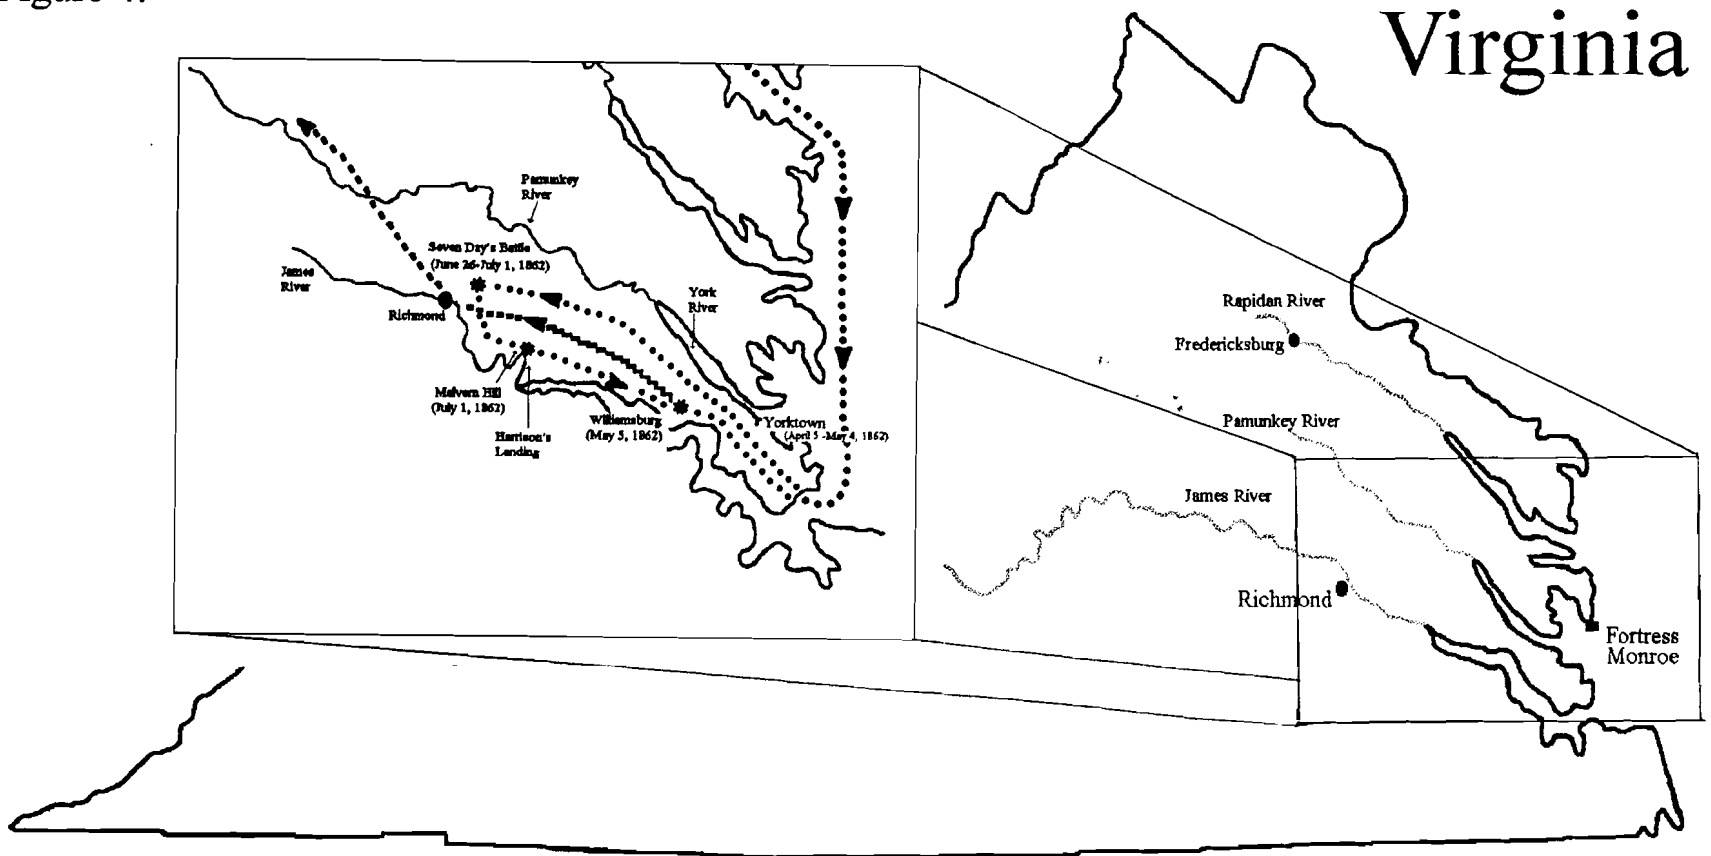 Virginia
Pamunkey
River
Seven Day's Battle
(June 26-July 1, 1862)
James
River
Richmond
York
River
Malvern Hill
(July 1, 1862)
Williamsburg
(May 5, 1862)
Yorktown
(April 5 -May 4, 1862)
Harrison's
Landing
Rapidan River
Fredericksburg
Pamunkey River
James River
Richmond
Fortress
Monroe